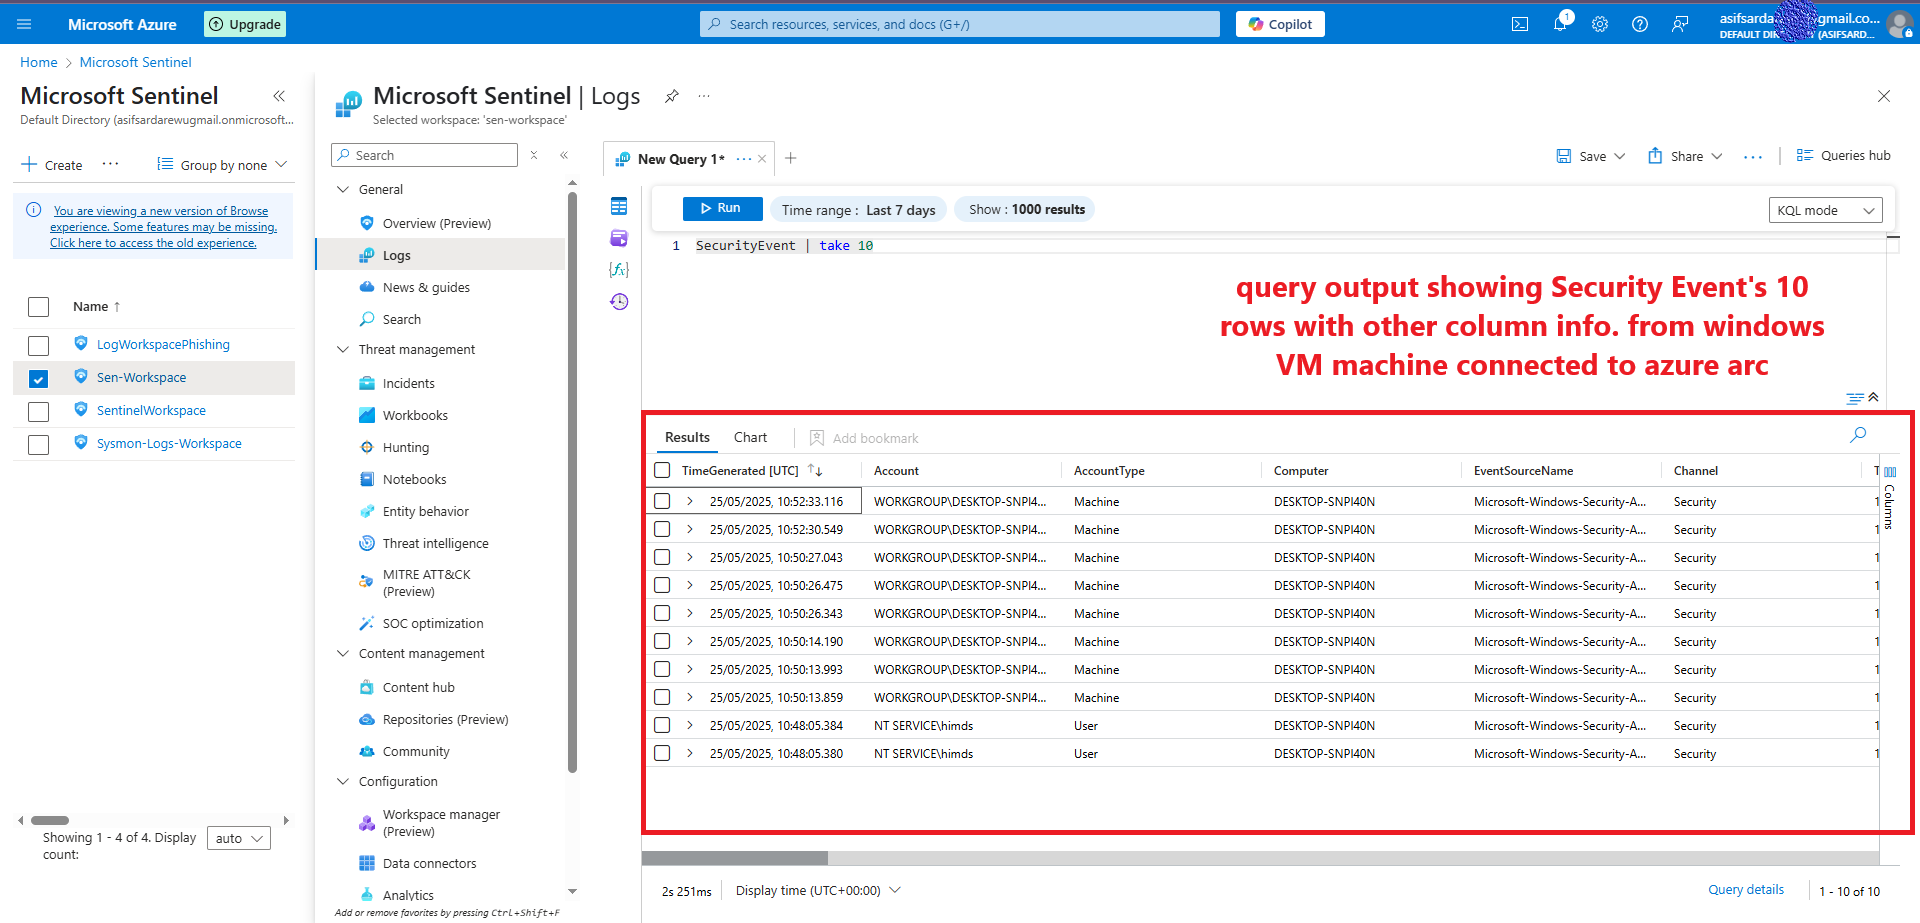 Microsoft Azure
Upgrade
Search resources, services, and docs (G+/)
Copilot
1
asifsarda gmail.co...
DEFAULT DI (ASIFSARD...
Home > Microsoft Sentinel
Microsoft Sentinel
Default Directory (asifsardarewugmail.onmicrosoft...
Create
Group by none
You are viewing a new version of Browse
experience. Some features may be missing.
Click here to access the old experience.
Name ↑
LogWorkspacePhishing
Sen-Workspace
SentinelWorkspace
Sysmon-Logs-Workspace
Showing 1 - 4 of 4. Display
count:
auto
Microsoft Sentinel | Logs
Selected workspace: 'sen-workspace'
Search
General
Overview (Preview)
Logs
News & guides
Search
Threat management
Incidents
Workbooks
Hunting
Notebooks
Entity behavior
Threat intelligence
MITRE ATT&CK
(Preview)
SOC optimization
Content management
Content hub
Repositories (Preview)
Community
Configuration
Workspace manager
(Preview)
Data connectors
Analytics
Add or remove favorites by pressing Ctrl+Shift+F
New Query 1*
Save
Share
Queries hub
Run
Time range : Last 7 days
Show : 1000 results
KQL mode
1 SecurityEvent | take 10
query output showing Security Event's 10
rows with other column info. from windows
VM machine connected to azure arc
Results
Chart
Add bookmark
TimeGenerated [UTC] Account AccountType Computer EventSourceName Channel
25/05/2025, 10:52:33.116 WORKGROUP\DESKTOP-SNPI4... Machine DESKTOP-SNPI40N Microsoft-Windows-Security-A... Security 1
25/05/2025, 10:52:30.549 WORKGROUP\DESKTOP-SNPI4... Machine DESKTOP-SNPI40N Microsoft-Windows-Security-A... Security 1
25/05/2025, 10:50:27.043 WORKGROUP\DESKTOP-SNPI4... Machine DESKTOP-SNPI40N Microsoft-Windows-Security-A... Security 1
25/05/2025, 10:50:26.475 WORKGROUP\DESKTOP-SNPI4... Machine DESKTOP-SNPI40N Microsoft-Windows-Security-A... Security 1
25/05/2025, 10:50:26.343 WORKGROUP\DESKTOP-SNPI4... Machine DESKTOP-SNPI40N Microsoft-Windows-Security-A... Security 1
25/05/2025, 10:50:14.190 WORKGROUP\DESKTOP-SNPI4... Machine DESKTOP-SNPI40N Microsoft-Windows-Security-A... Security 1
25/05/2025, 10:50:13.993 WORKGROUP\DESKTOP-SNPI4... Machine DESKTOP-SNPI40N Microsoft-Windows-Security-A... Security 1
25/05/2025, 10:50:13.859 WORKGROUP\DESKTOP-SNPI4... Machine DESKTOP-SNPI40N Microsoft-Windows-Security-A... Security 1
25/05/2025, 10:48:05.384 NT SERVICE\himds User DESKTOP-SNPI40N Microsoft-Windows-Security-A... Security 1
25/05/2025, 10:48:05.380 NT SERVICE\himds User DESKTOP-SNPI40N Microsoft-Windows-Security-A... Security 1
Columns
2s 251ms
Display time (UTC+00:00)
Query details
1 - 10 of 10